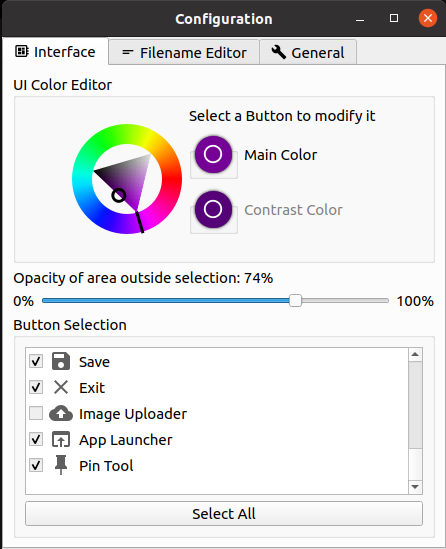 Configuration
Interface
Filename Editor
General
UI Color Editor
Select a Button to modify it
Main Color
Contrast Color
Opacity of area outside selection: 74%
0%
100%
Button Selection
Save
Exit
Image Uploader
App Launcher
Pin Tool
Select All